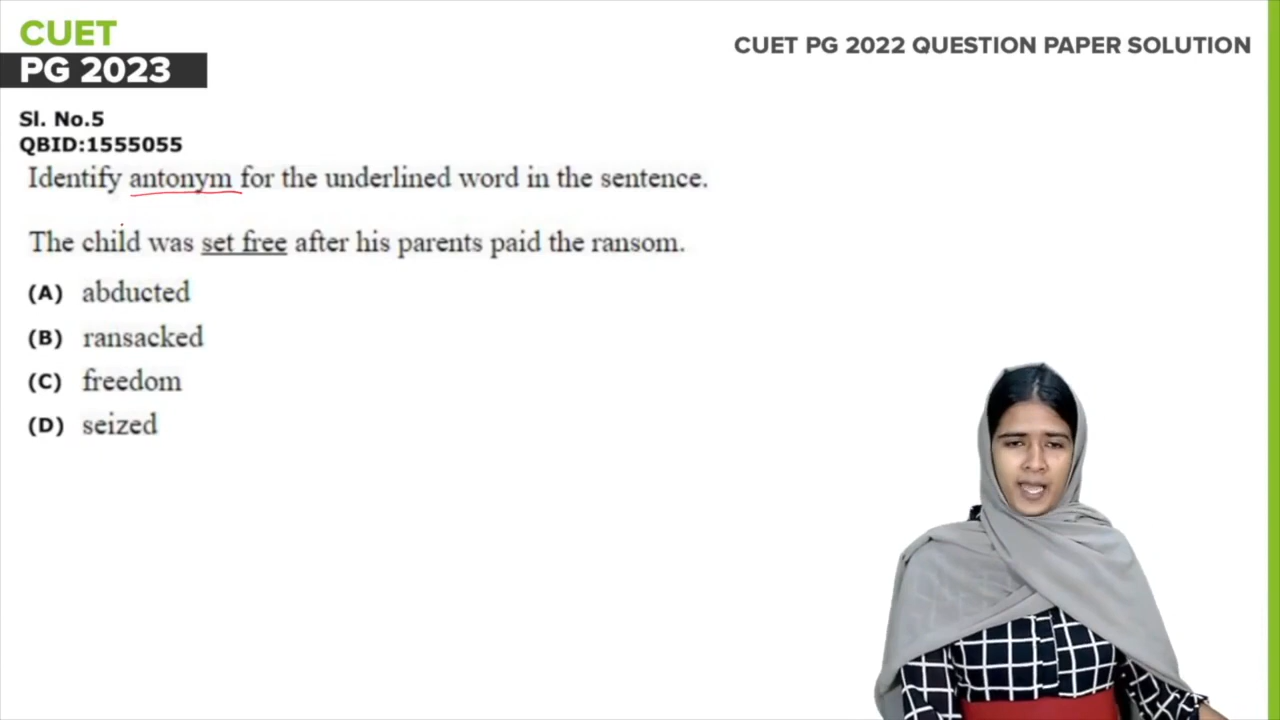 CUET
PG 2023
CUET PG 2022 QUESTION PAPER SOLUTION
Sl. No.5
QBID:1555055
Identify antonym for the underlined word in the sentence.
The child was set free after his parents paid the ransom.
(A) abducted
(B) ransacked
(C) freedom
(D) seized